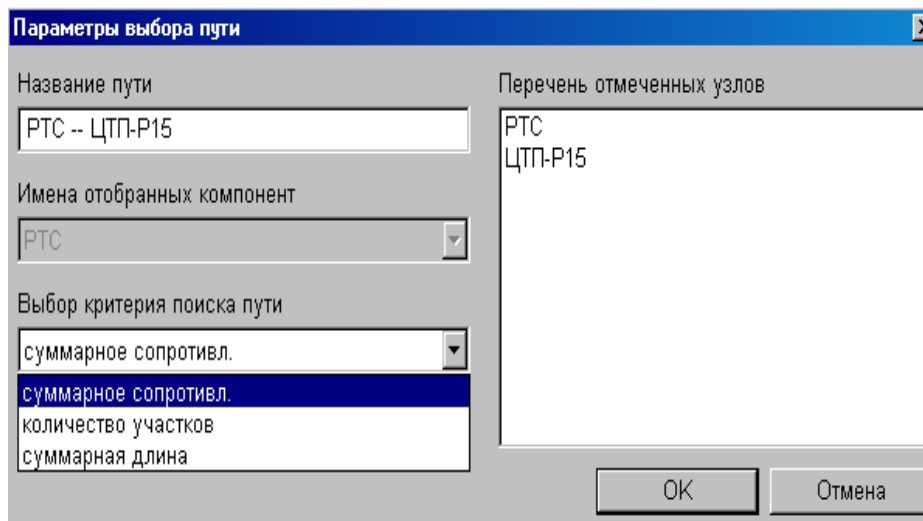 Параметры выбора пути
Название пути
РТС -- ЦТП-Р15
Имена отобранных компонент
РТС
Выбор критерия поиска пути
суммарное сопротивл.
суммарное сопротивл.
количество участков
суммарная длина
Перечень отмеченных узлов
РТС
ЦТП-Р15
OK
Отмена